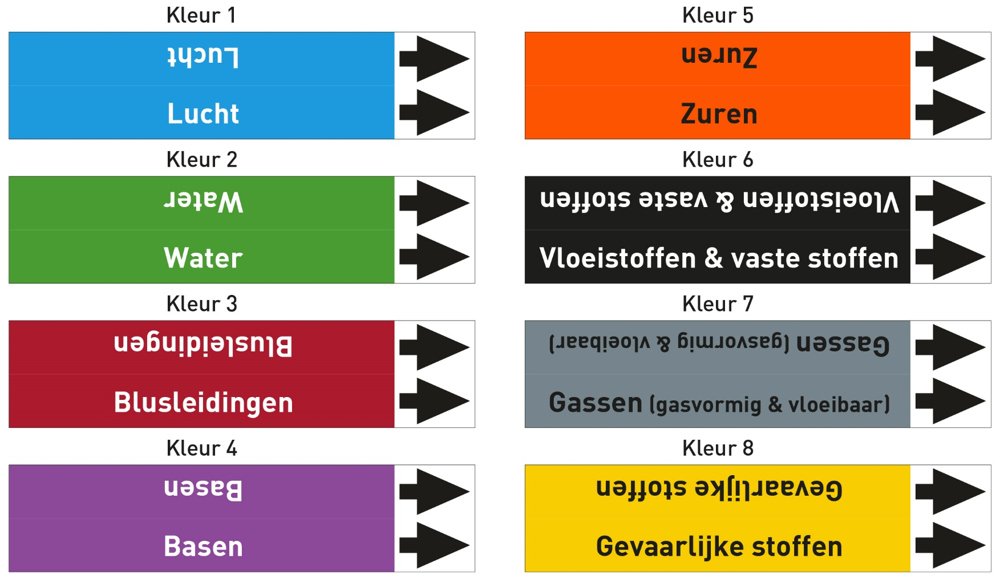 Kleur 1
Lucht
Lucht
Kleur 2
Water
Water
Kleur 3
Blusleidingen
Blusleidingen
Kleur 4
Basen
Basen
Kleur 5
Zuren
Zuren
Kleur 6
Vloeistoffen & vaste stoffen
Vloeistoffen & vaste stoffen
Kleur 7
Gassen (gasvormig & vloeibaar)
Gassen (gasvormig & vloeibaar)
Kleur 8
Gevaarlijke stoffen
Gevaarlijke stoffen